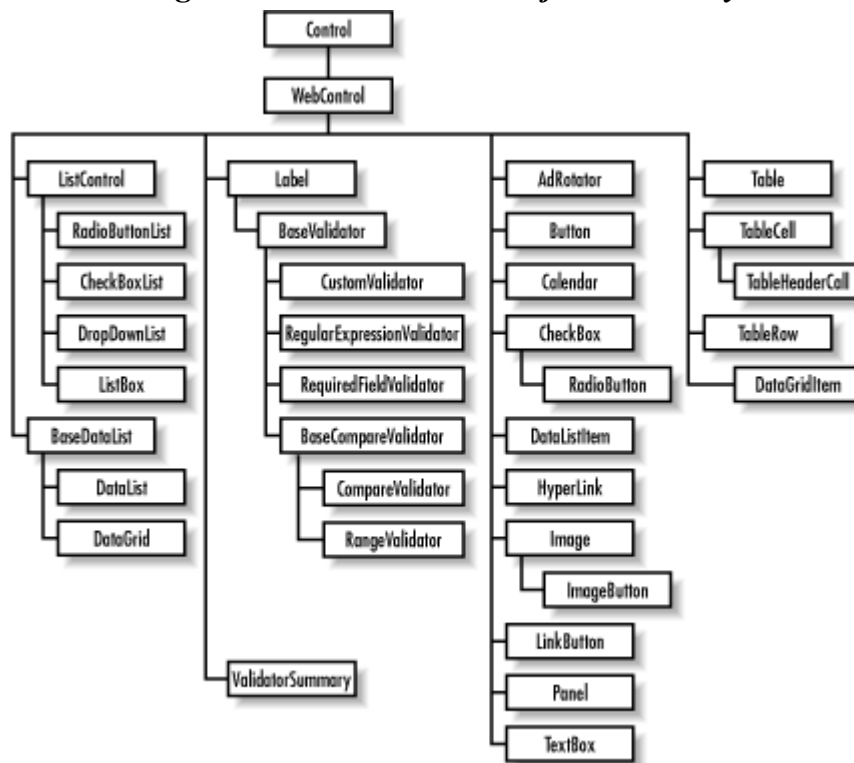 Control
WebControl
ListControl
RadioButtonList
CheckBoxList
DropDownList
ListBox
BaseDataList
DataList
DataGrid
Label
BaseValidator
CustomValidator
RegularExpressionValidator
RequiredFieldValidator
BaseCompareValidator
CompareValidator
RangeValidator
ValidatorSummary
AdRotator
Button
Calendar
CheckBox
RadioButton
DataListItem
HyperLink
Image
ImageButton
LinkButton
Panel
TextBox
Table
TableCell
TableHeaderCall
TableRow
DataGridItem